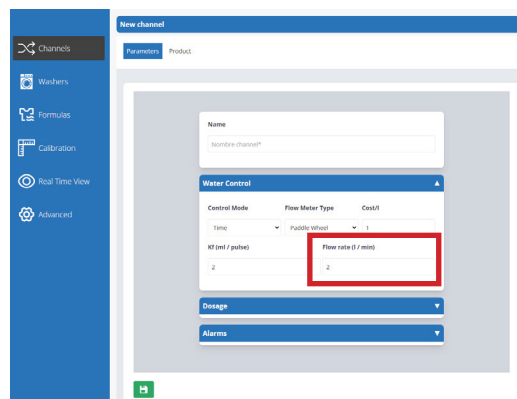 New channel
Channels
Parameters Product
Washers
Formulas
Name
Nombre channel*
Calibration
Real Time View
Water Control
Advanced
Control Mode Flow Meter Type Cost/l
Time Paddle Wheel 1
Kf (ml / pulse) Flow rate (l / min)
2 2
Dosage
Alarms